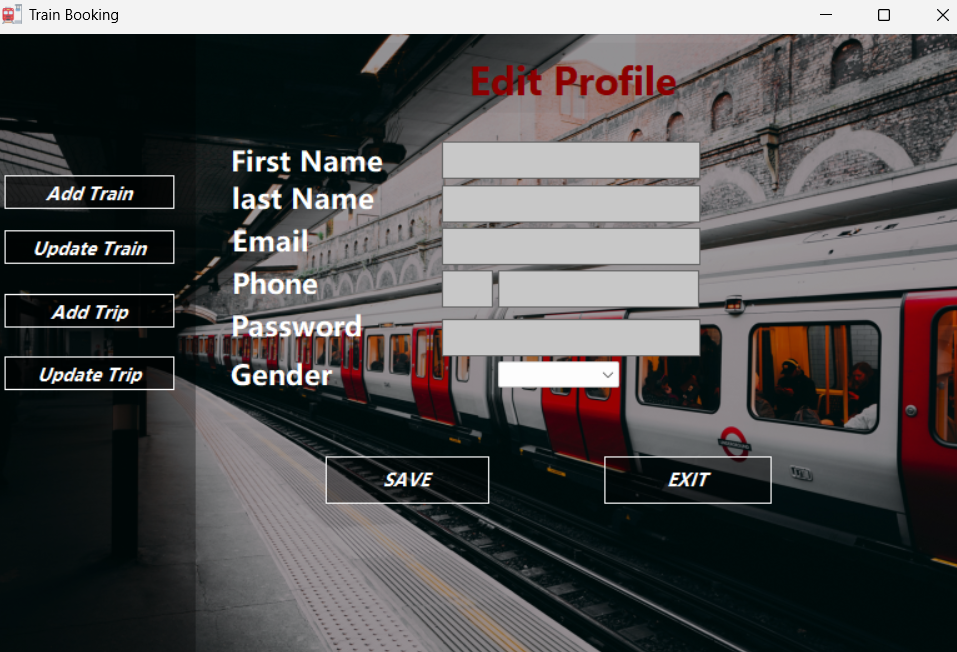 Train Booking
Edit Profile
First Name
last Name
Email
Phone
Password
Gender
Add Train
Update Train
Add Trip
Update Trip
SAVE
EXIT